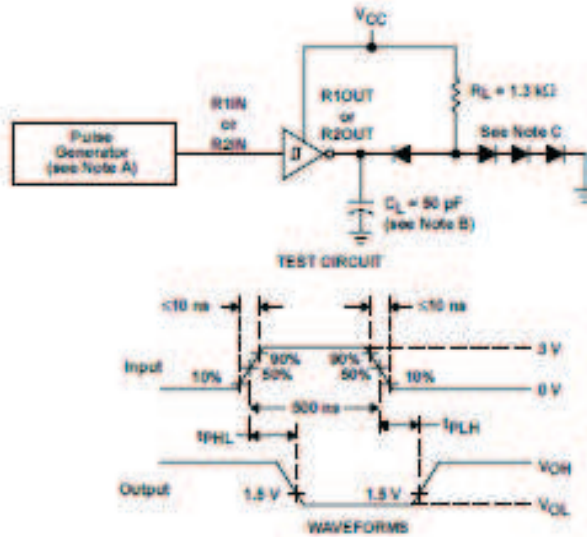 VCC
RL = 1.3 kΩ
R1IN
or
R2IN
R1OUT
or
R2OUT
See Note C
Pulse
Generator
(see Note A)
CL = 50 pF
(see Note B)
TEST CIRCUIT
≤10 ns
≤10 ns
Input
10%
90%
50%
90%
50%
10%
3 V
0 V
500 ns
tPHL
tPLH
Output
1.5 V
1.5 V
VOH
VOL
WAVEFORMS